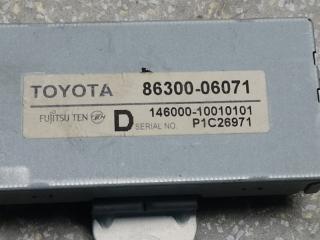 TOYOTA 86300-06071
FUJITSU TEN D 146000-10010101
SERIAL NO. P1C26971